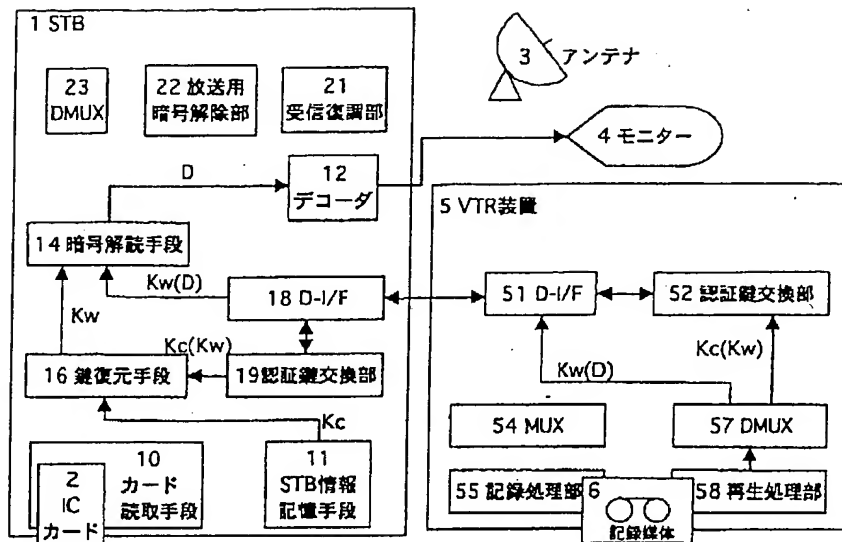 1 STB
23
DMUX
22 放送用
暗号解除部
21
受信復調部
3
アンテナ
4 モニター
D
12
デコーダ
14 暗号解読手段
Kw(D)
18 D-I/F
Kw
Kc(Kw)
16 鍵復元手段
19認証鍵交換部
Kc
10
カード
読取手段
2
IC
カード
11
STB情報
記憶手段
5 VTR装置
51 D-I/F
52 認証鍵交換部
Kc(Kw)
Kw(D)
54 MUX
57 DMUX
55 記録処理部
6
58 再生処理部
記録媒体